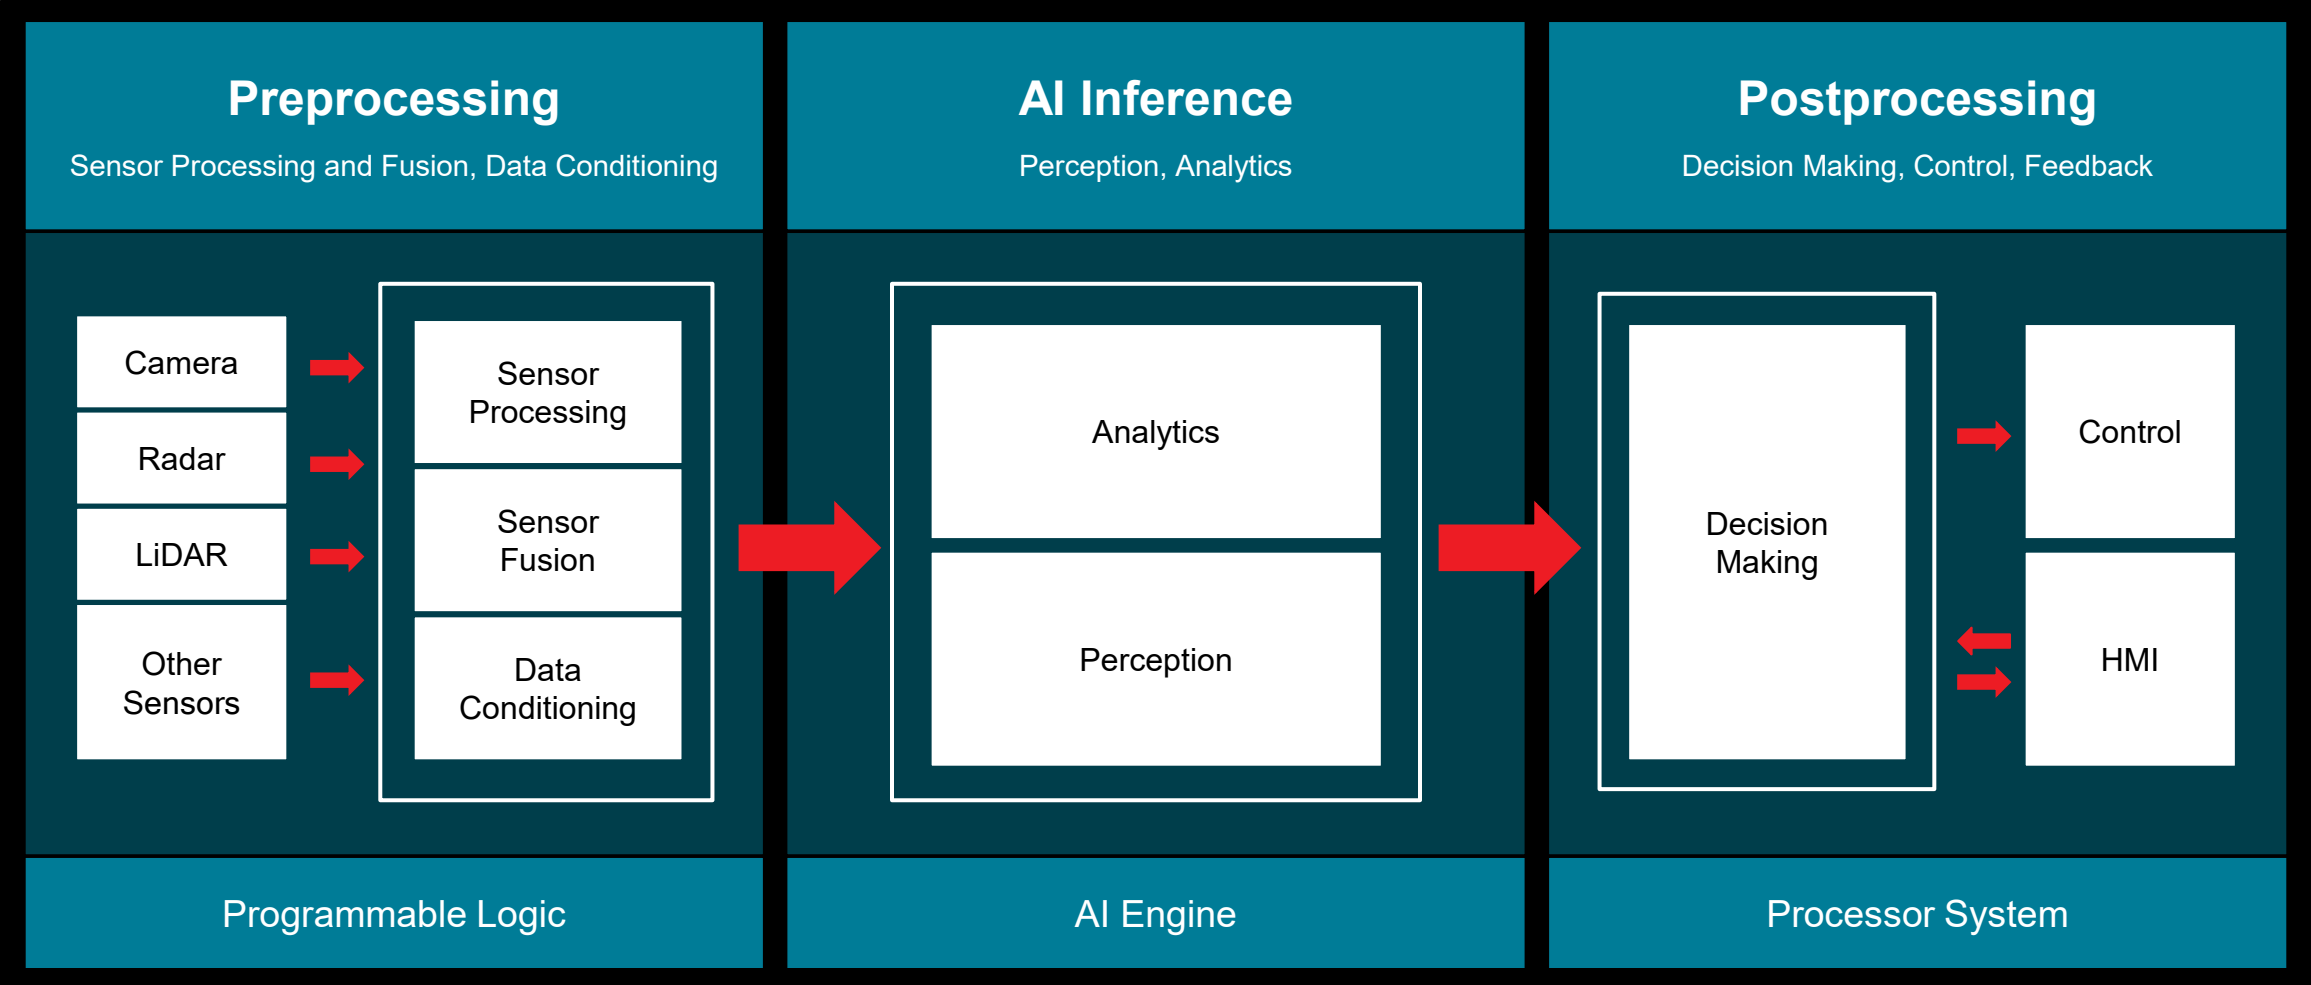 Preprocessing
Sensor Processing and Fusion, Data Conditioning
Camera
Radar
LiDAR
Other
Sensors
Sensor
Processing
Sensor
Fusion
Data
Conditioning
Programmable Logic
AI Inference
Perception, Analytics
Analytics
Perception
AI Engine
Postprocessing
Decision Making, Control, Feedback
Decision
Making
Control
HMI
Processor System